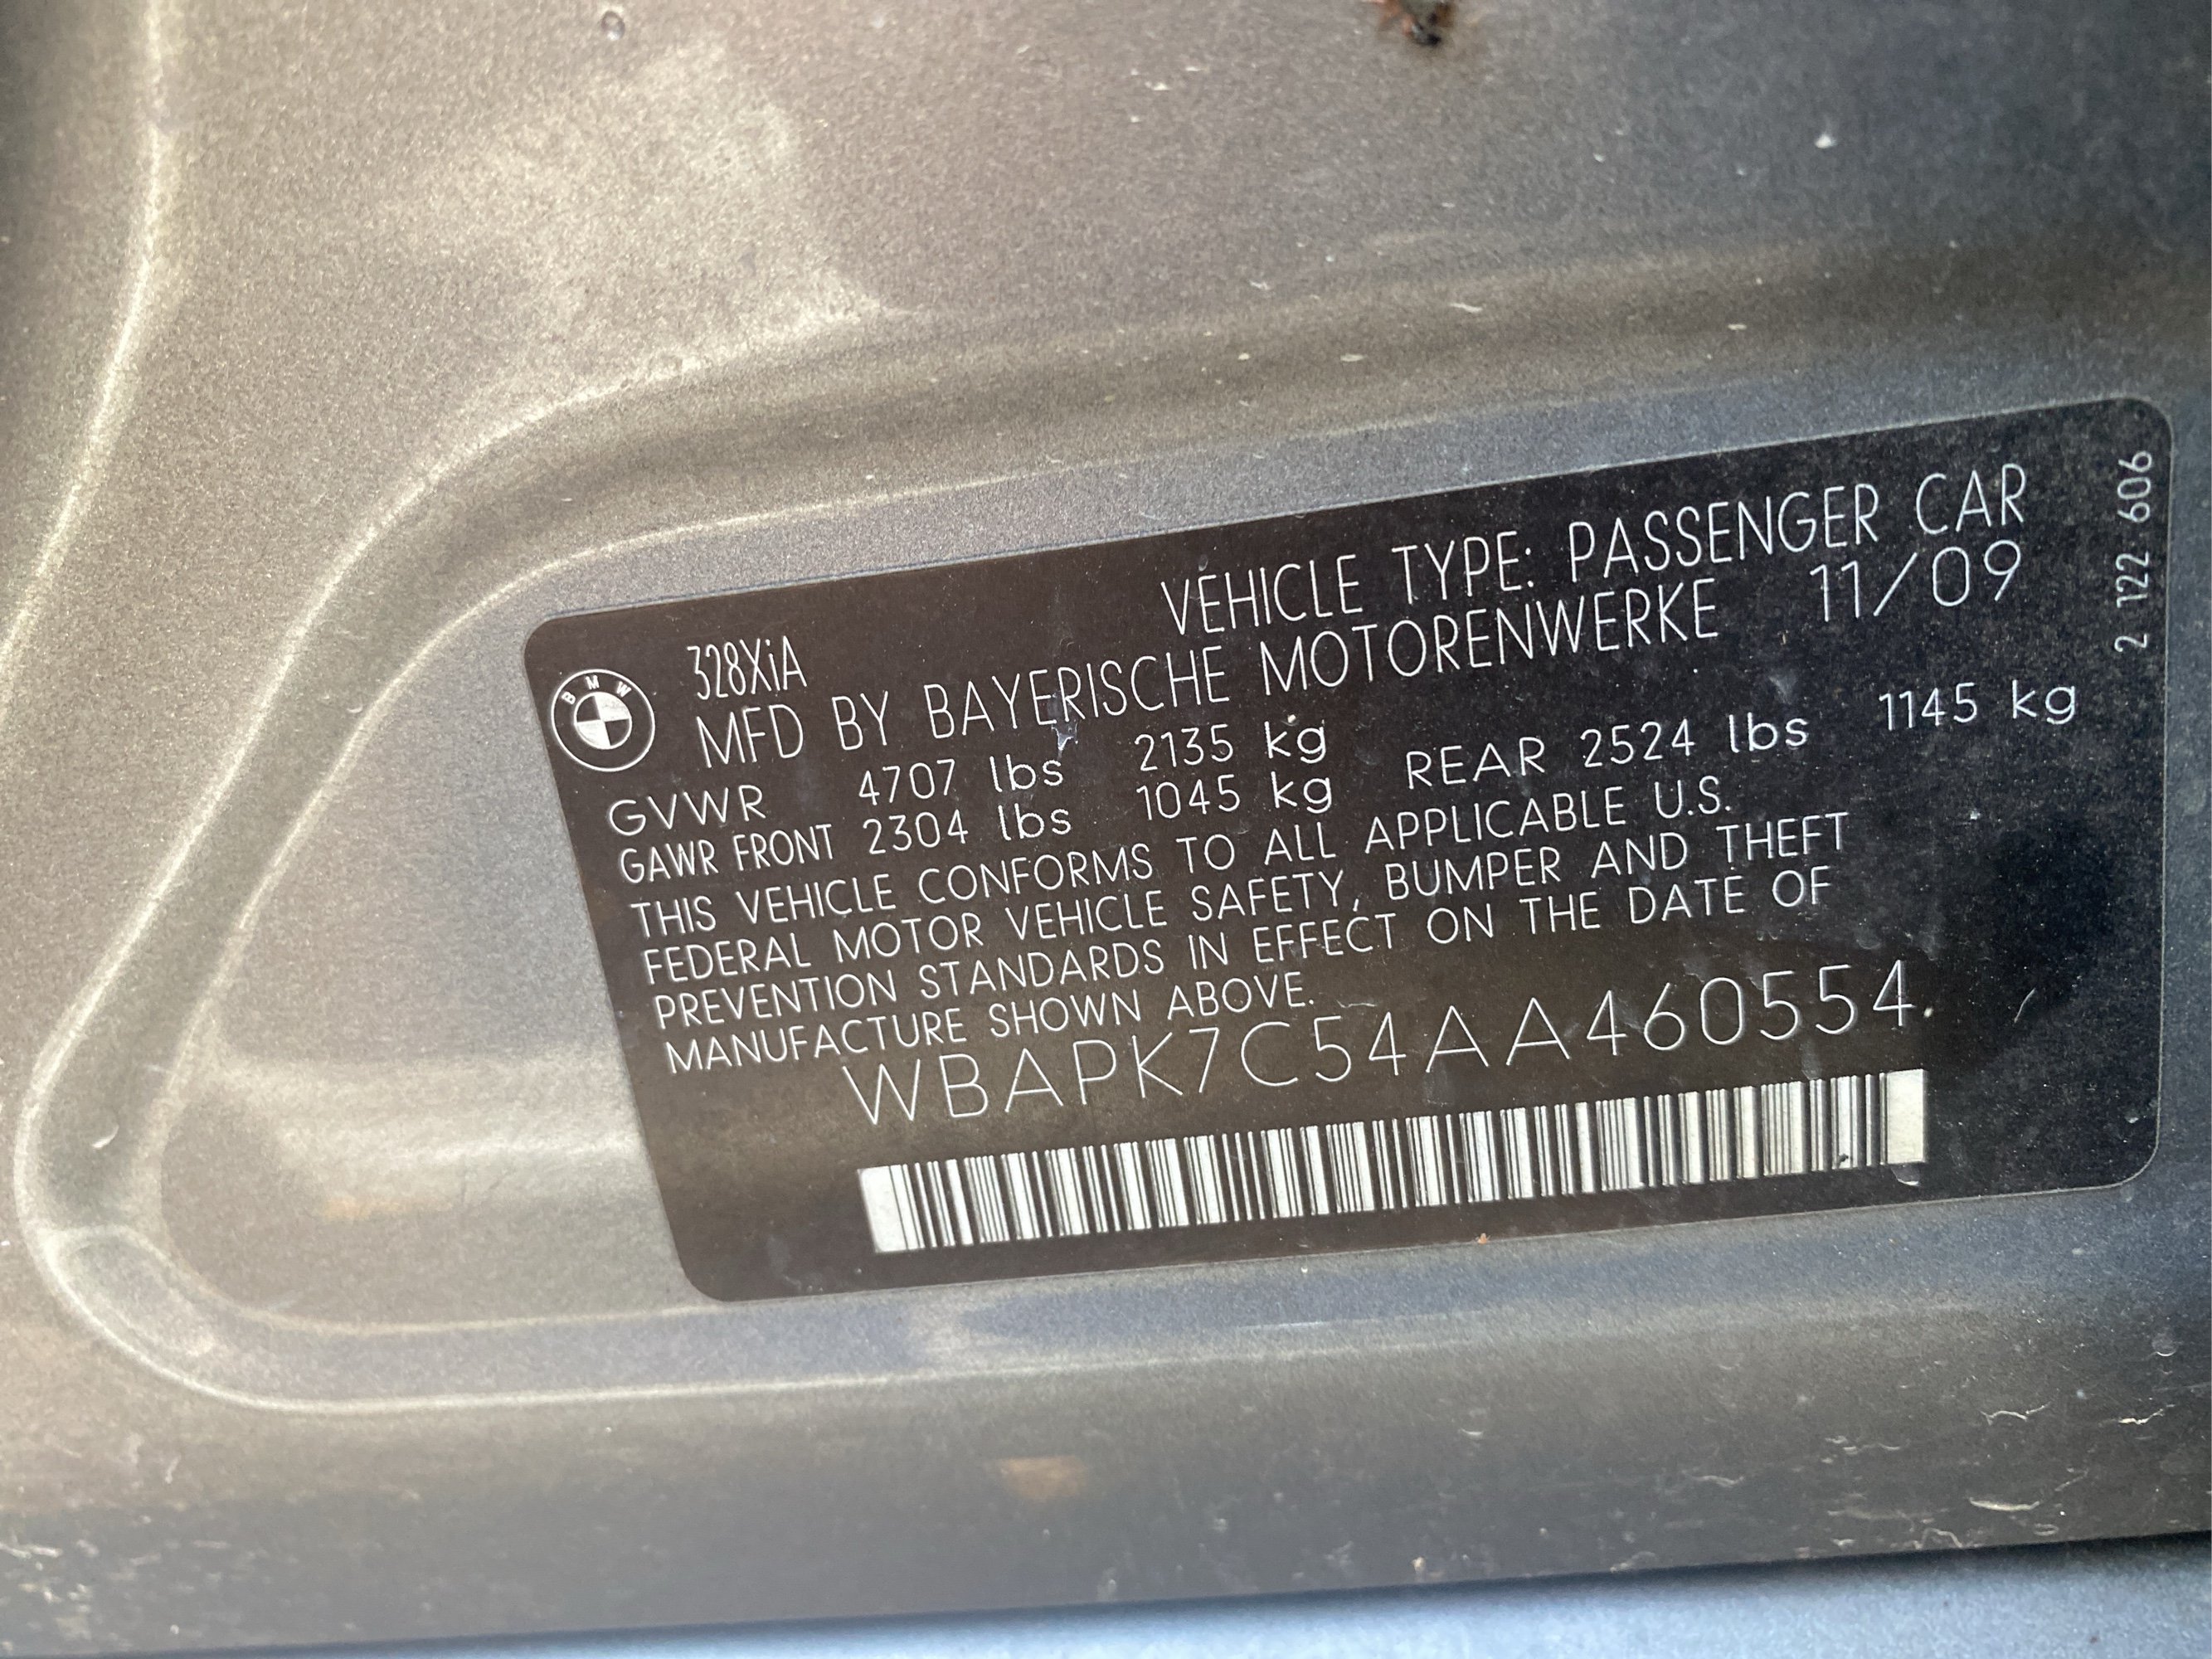 BMW
328XiA
VEHICLE TYPE: PASSENGER CAR
MFD BY BAYERISCHE MOTORENWERKE 11/09
GVWR 4707 lbs 2135 kg
GAWR FRONT 2304 lbs 1045 kg REAR 2524 lbs 1145 kg
THIS VEHICLE CONFORMS TO ALL APPLICABLE U.S.
FEDERAL MOTOR VEHICLE SAFETY, BUMPER AND THEFT
PREVENTION STANDARDS IN EFFECT ON THE DATE OF
MANUFACTURE SHOWN ABOVE.
WBAPK7C54AA460554.
2 122 606